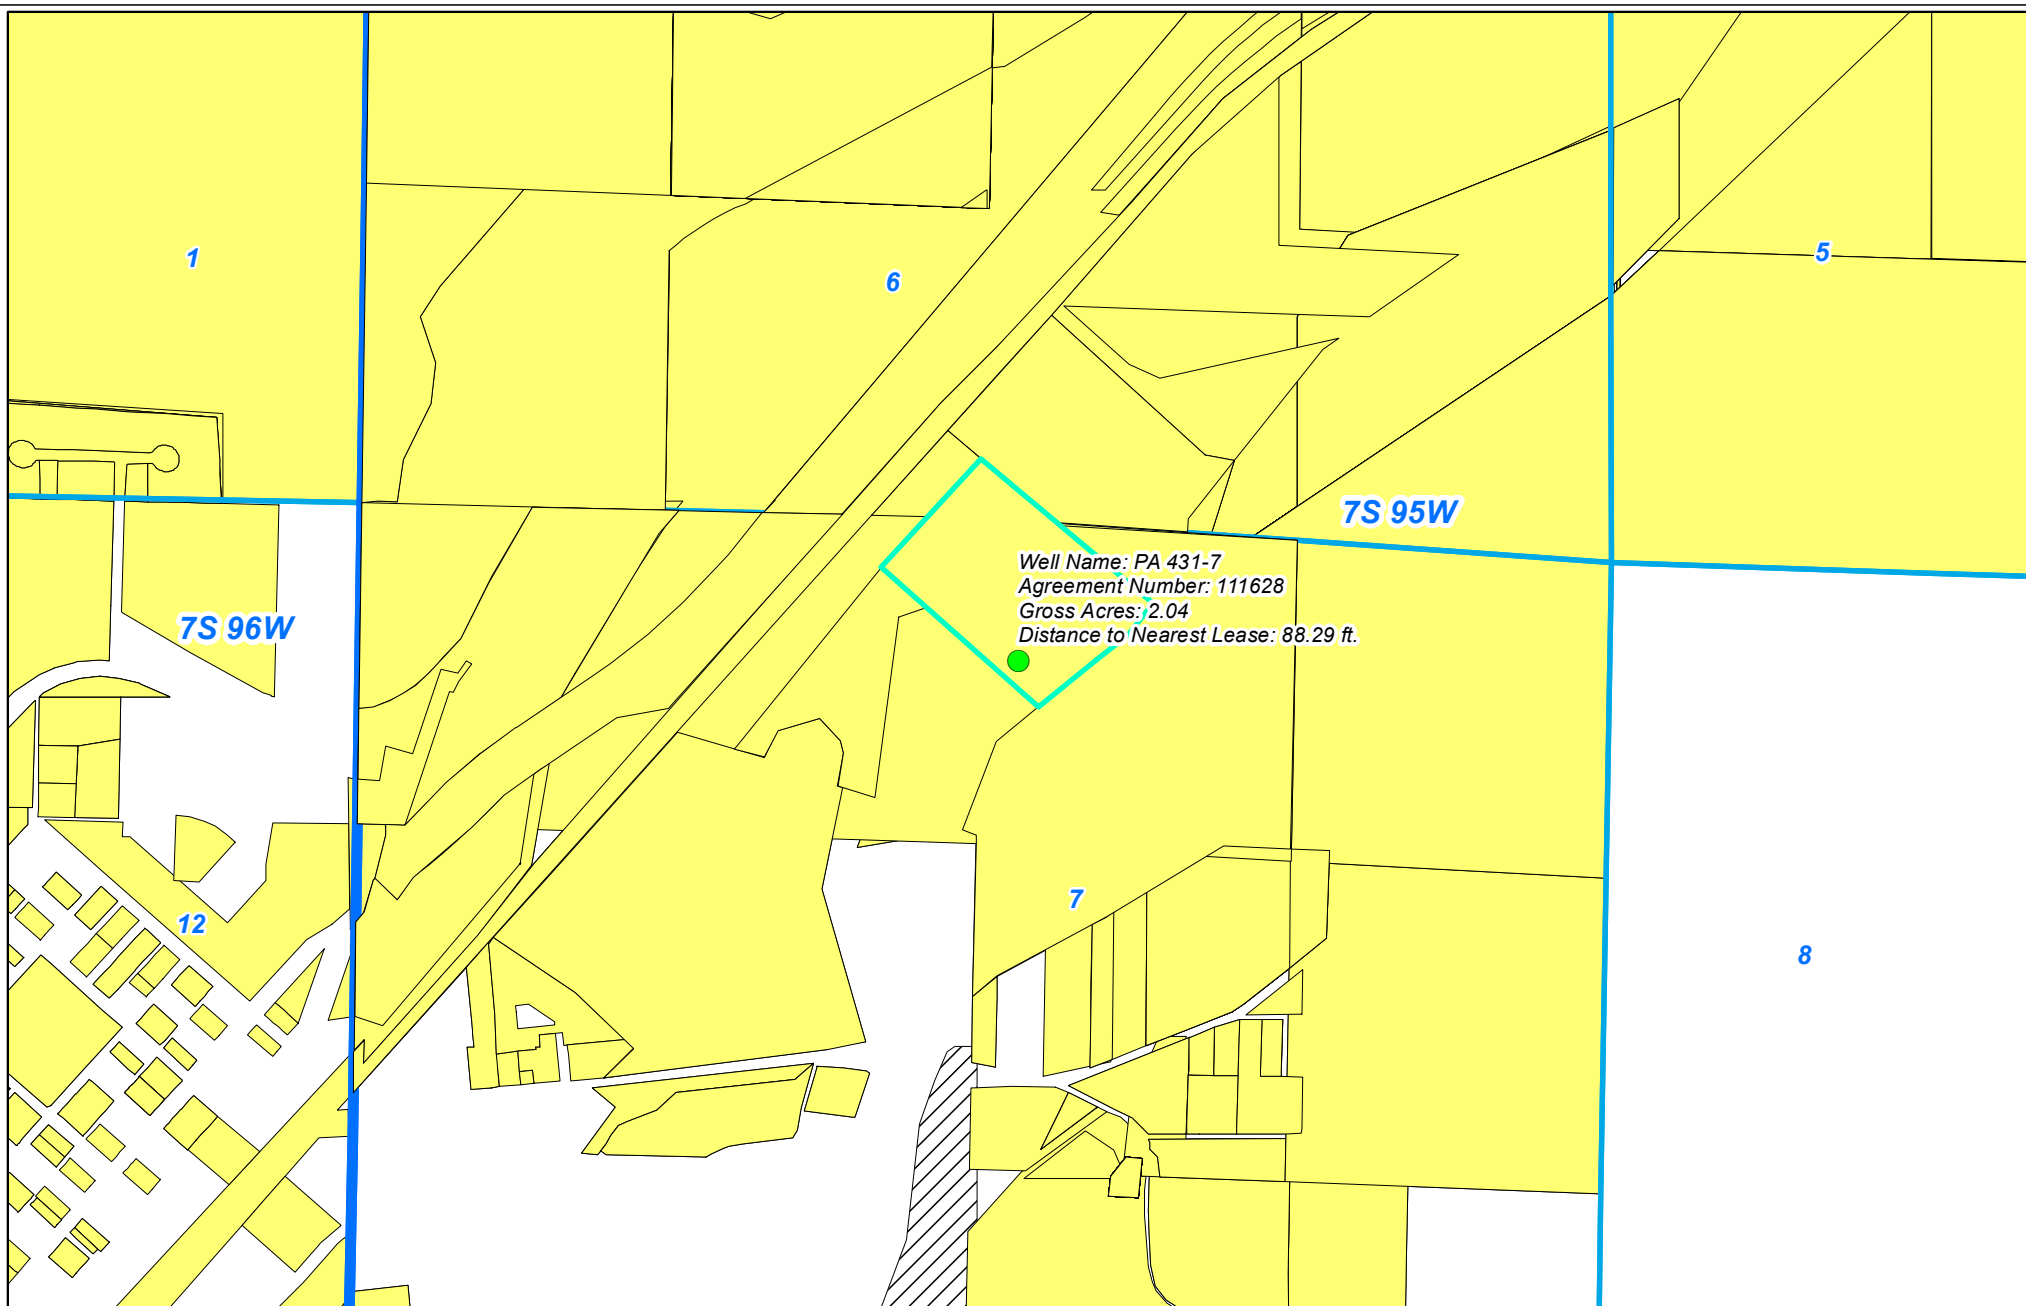 1
6
5
7S 95W
Well Name: PA 431-7
Agreement Number: 111628
Gross Acres: 2.04
Distance to Nearest Lease: 88.29 ft.
7S 96W
7
12
8